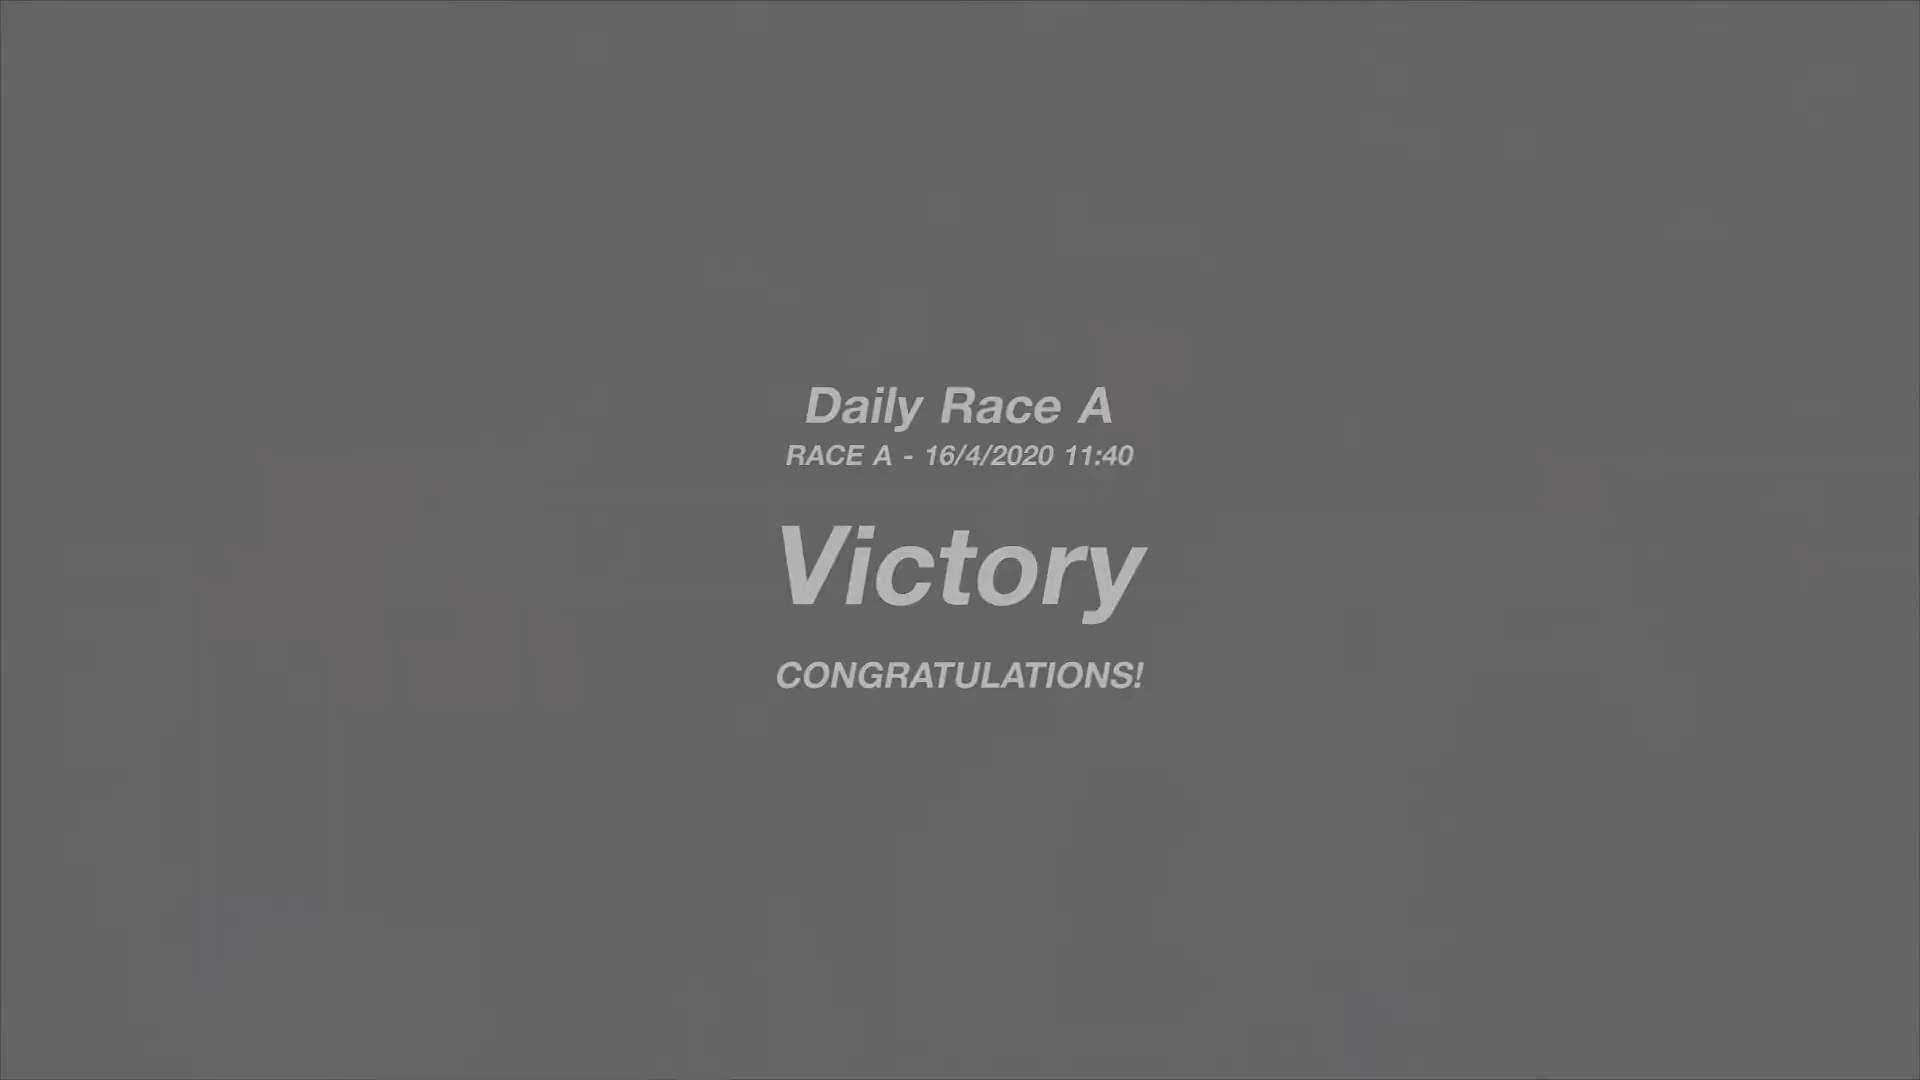 Daily Race A
RACE A - 16/4/2020 11:40
Victory
CONGRATULATIONS!